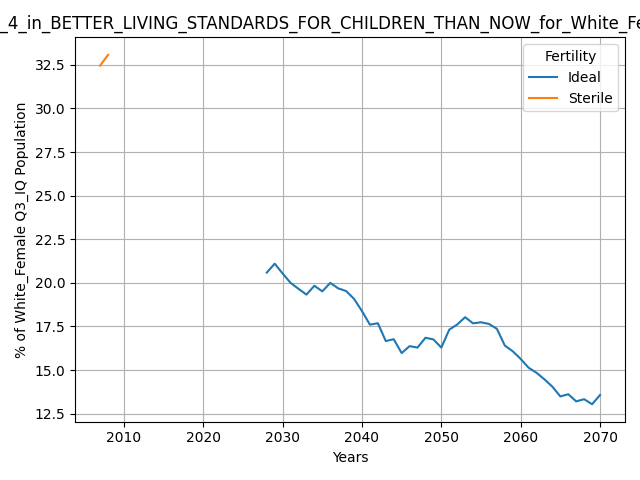 _4_in_BETTER_LIVING_STANDARDS_FOR_CHILDREN_THAN_NOW_for_White_Fe
Fertility
Ideal
Sterile
% of White_Female Q3_IQ Population
32.5
30.0
27.5
25.0
22.5
20.0
17.5
15.0
12.5
2010
2020
2030
2040
2050
2060
2070
Years